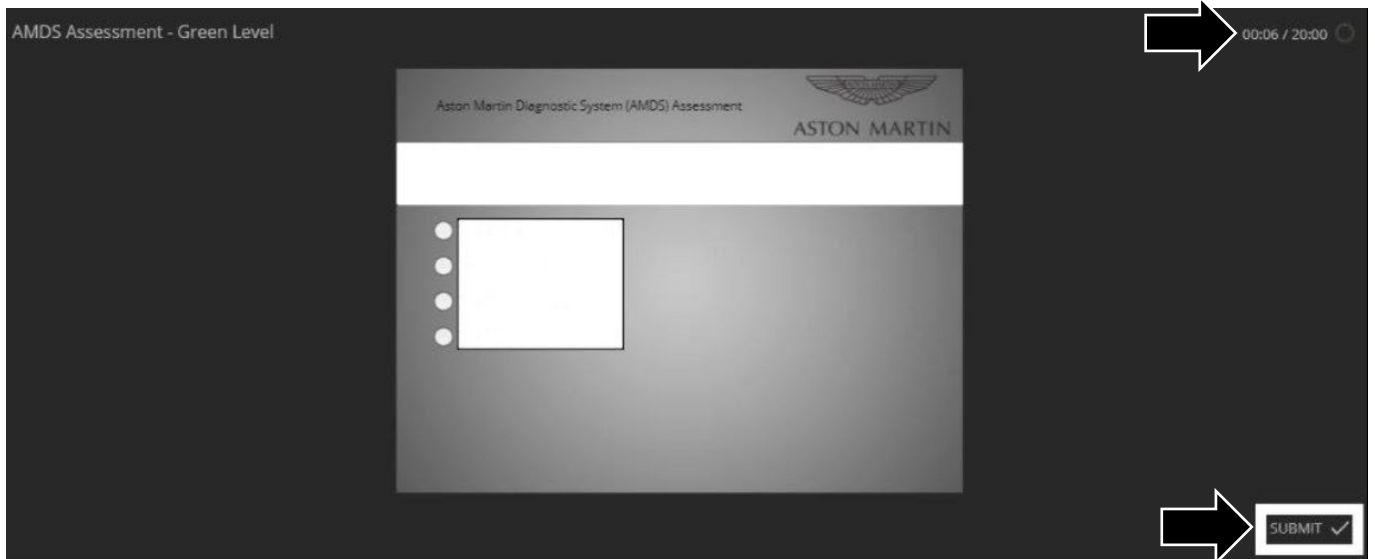 AMDS Assessment - Green Level
00:06 / 20:00
Aston Martin Diagnostic System (AMDS) Assessment
ASTON MARTIN
SUBMIT